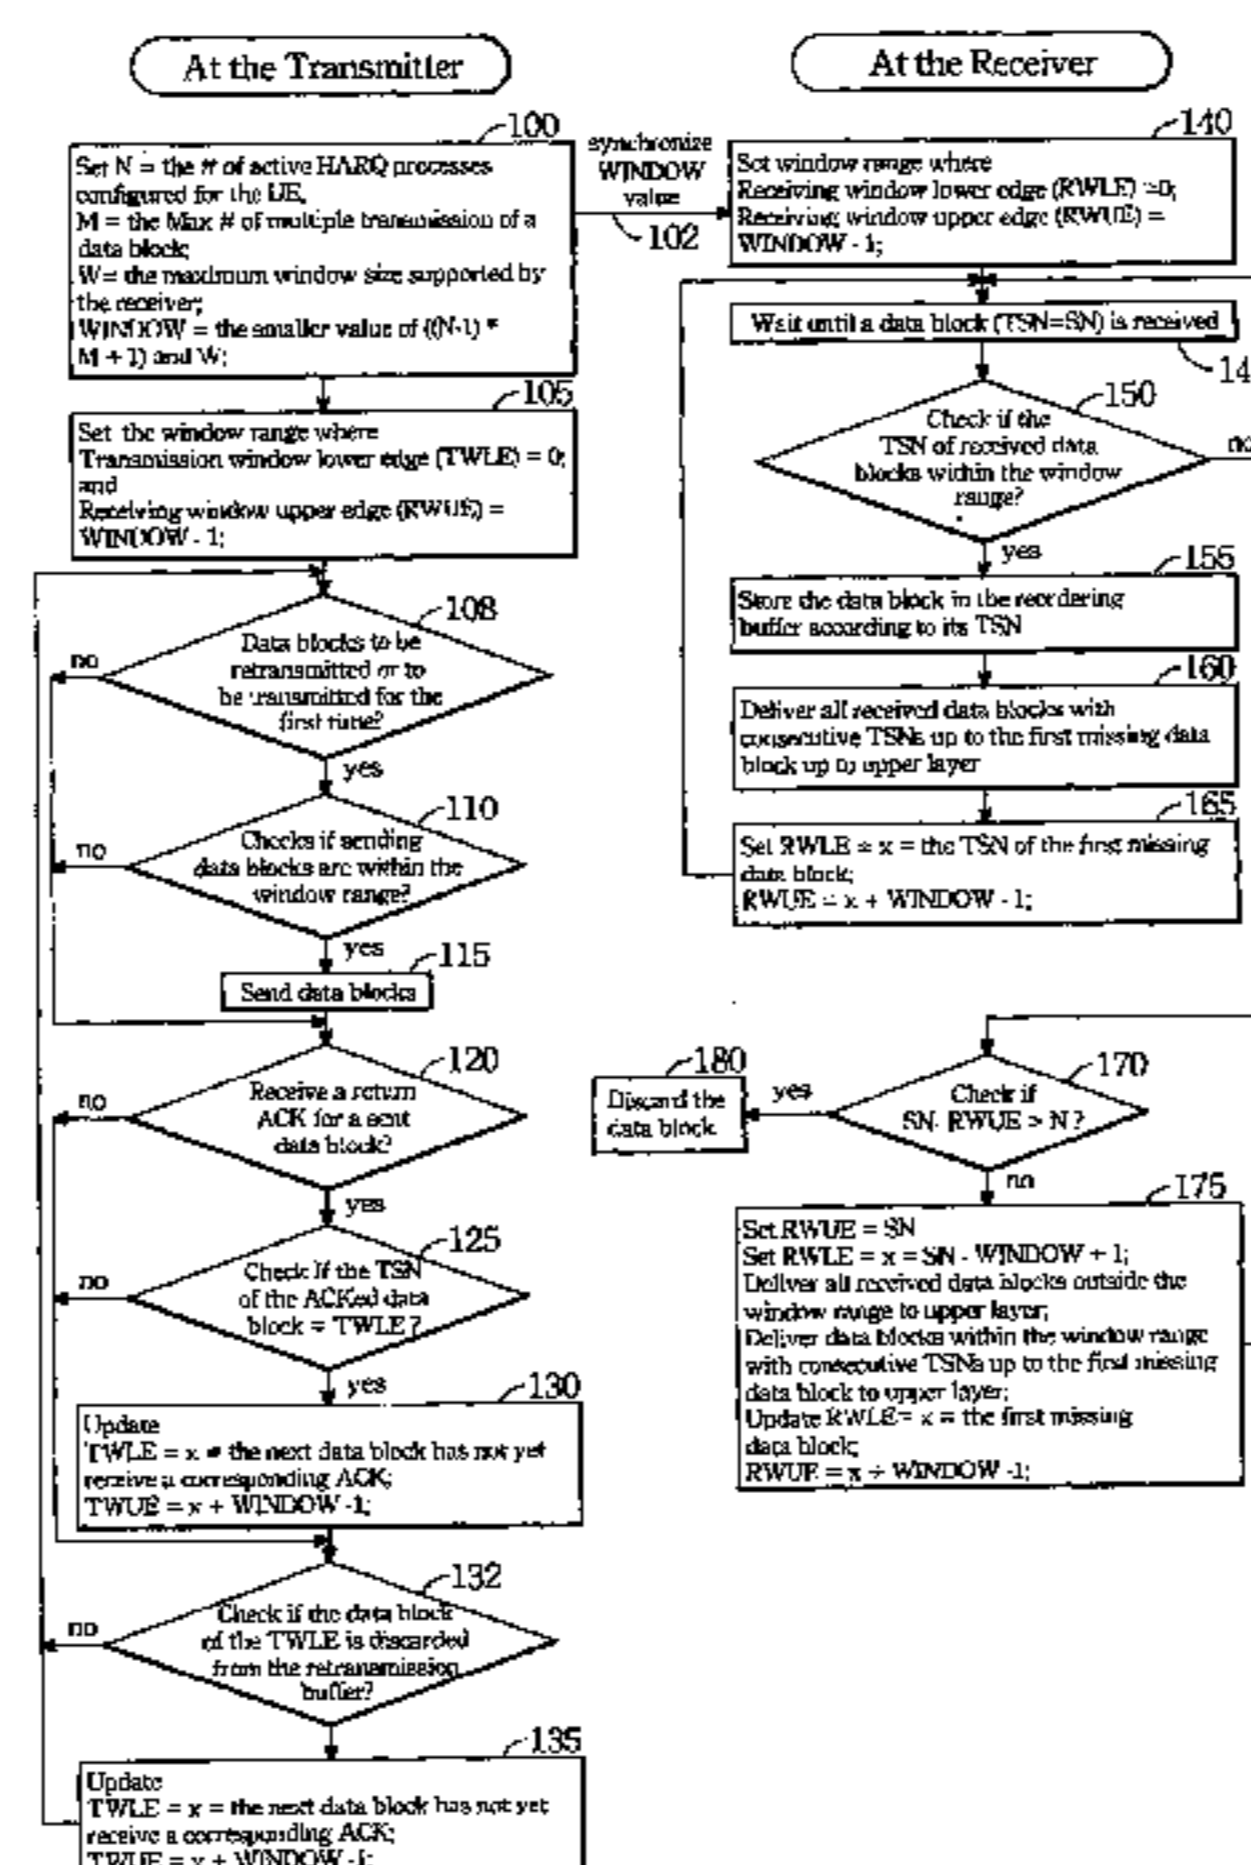 At the Transmitter
100
Set N = the # of active HARQ processes
configured for the UE,
M = the Max # of multiple transmission of a
data block;
W= the maximum window size supported by
the receiver;
WINDOW = the smaller value of ((N-1) *
M + 1) and W;
synchronize
WINDOW
value
102
105
Set the window range where
Transmission window lower edge (TWLE) = 0;
and
Receiving window upper edge (RWUE) =
WINDOW - 1;
108
Data blocks to be
retransmitted or to
be transmitted for the
first time?
no
yes
110
Checks if sending
data blocks are within the
window range?
no
yes
115
Send data blocks
120
Receive a return
ACK for a sent
data block?
no
yes
125
Check if the TSN
of the ACKed data
block = TWLE?
no
yes
130
Update
TWLE = x = the next data block has not yet
receive a corresponding ACK;
TWUE = x + WINDOW -1;
132
Check if the data block
of the TWLE is discarded
from the retransmission
buffer?
no
135
Update
TWLE = x = the next data block has not yet
receive a corresponding ACK;
TWUE = x + WINDOW -1;
At the Receiver
140
Set window range where
Receiving window lower edge (RWLE) =0;
Receiving window upper edge (RWUE) =
WINDOW - 1;
Wait until a data block (TSN=SN) is received
14
150
Check if the
TSN of received data
blocks within the window
range?
no
yes
155
Store the data block in the reordering
buffer according to its TSN
160
Deliver all received data blocks with
consecutive TSNs up to the first missing data
block up to upper layer
165
Set RWLE = x = the TSN of the first missing
data block;
RWUE = x + WINDOW -1;
170
Check if
SN- RWUE > N ?
yes
180
Discard the
data block
no
175
Set RWUE = SN
Set RWLE = x = SN - WINDOW + 1;
Deliver all received data blocks outside the
window range to upper layer;
Deliver data blocks within the window range
with consecutive TSNs up to the first missing
data block to upper layer;
Update RWLE= x = the first missing
data block;
RWUE = x + WINDOW -1;